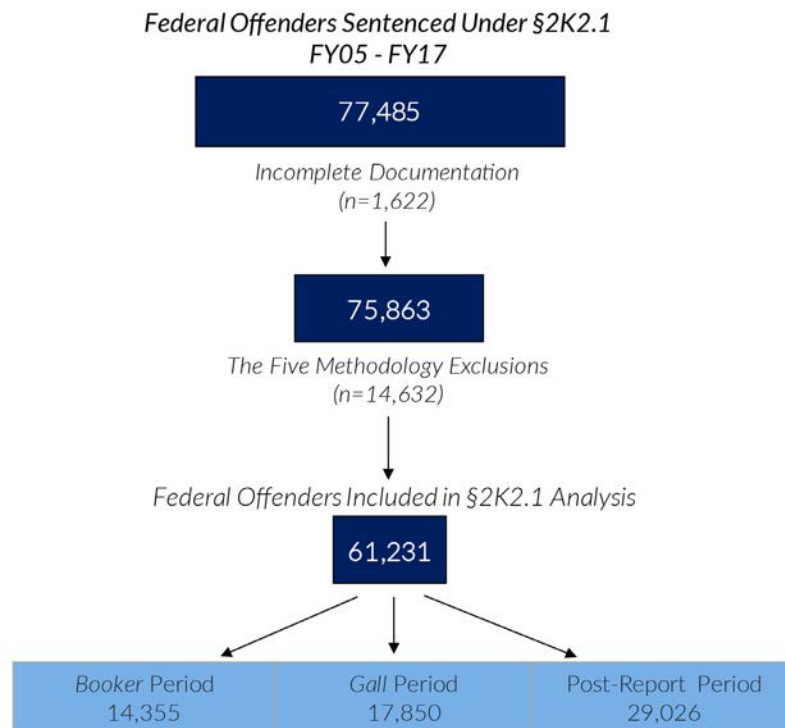 Federal Offenders Sentenced Under §2K2.1
FY05 - FY17
77,485
Incomplete Documentation
(n=1,622)
75,863
The Five Methodology Exclusions
(n=14,632)
Federal Offenders Included in §2K2.1 Analysis
61,231
Booker Period
14,355
Gall Period
17,850
Post-Report Period
29,026